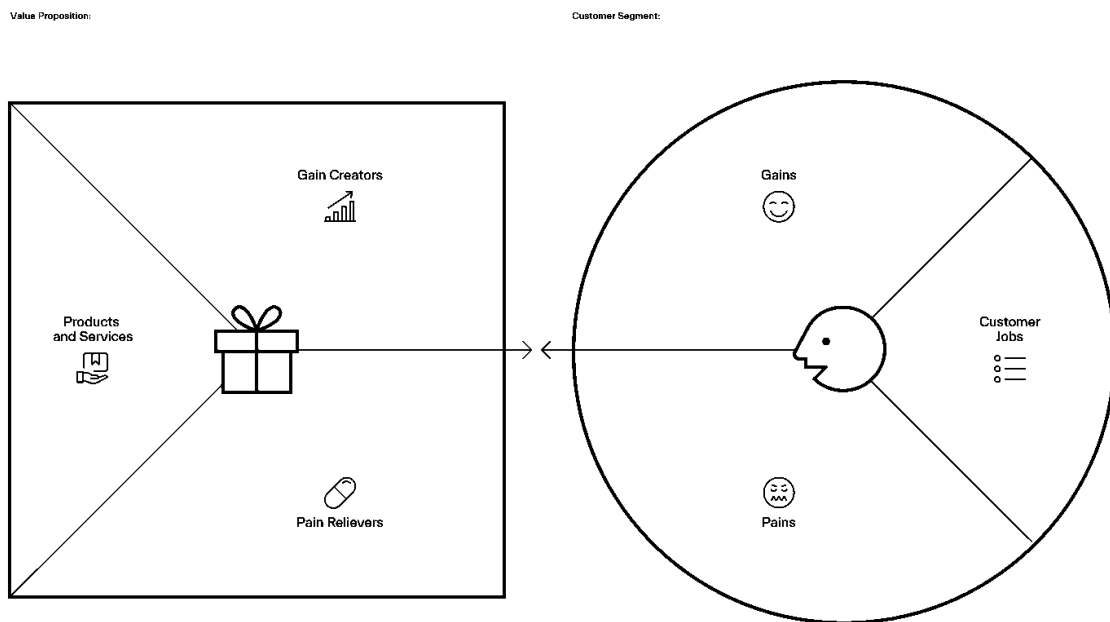 Value Proposition:
Customer Segment:
Gain Creators
Gains
Products
and Services
Customer
Jobs
Pain Relievers
Pains